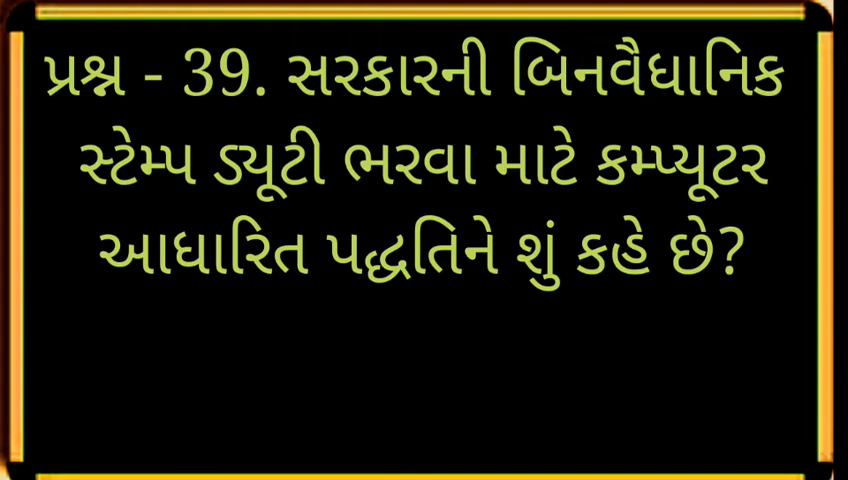 પ્રશ્ન - 39. સરકારની બિનવૈધાનિક
સ્ટેમ્પ ડ્યૂટી ભરવા માટે કમ્પ્યૂટર
આધારિત પદ્ધતિને શું કહે છે?